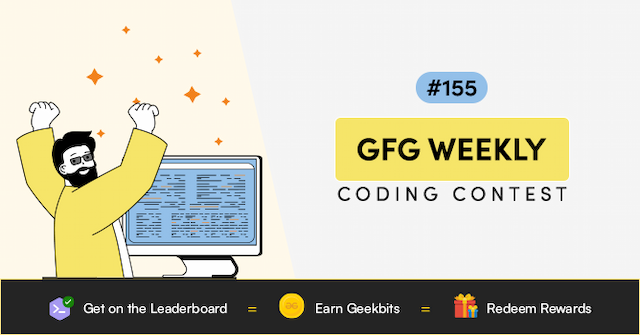 #155
GFG WEEKLY
CODING CONTEST
Get on the Leaderboard = Earn Geekbits = Redeem Rewards